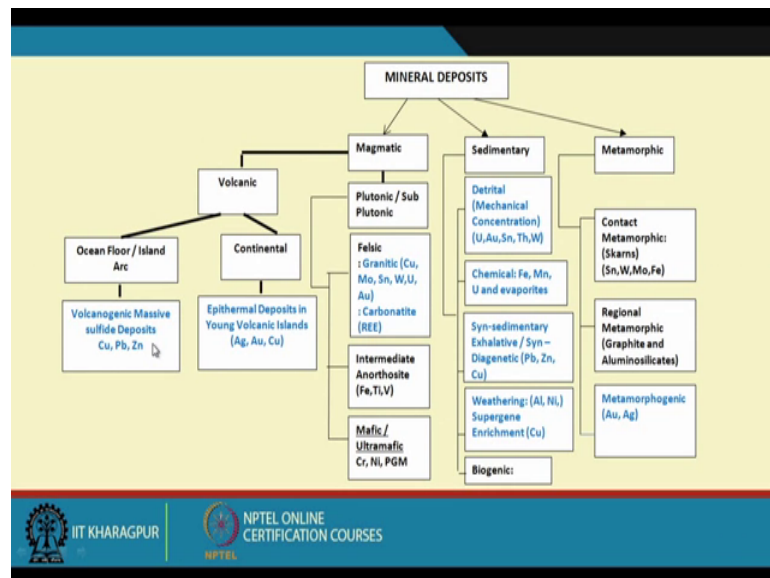 MINERAL DEPOSITS
Magmatic
Sedimentary
Metamorphic
Volcanic
Plutonic / Sub
Plutonic
Detrital
(Mechanical
Concentration)
(U,Au,Sn,Th,W)
Contact
Metamorphic:
(Skarns)
(Sn,W,Mo,Fe)
Ocean Floor / Island
Arc
Continental
Felsic
: Granitic (Cu,
Mo, Sn, W,U,
Au)
: Carbonatite
(REE)
Chemical: Fe, Mn,
U and evaporites
Volcanogenic Massive
sulfide Deposits
Cu, Pb, Zn
Epithermal Deposits in
Young Volcanic Islands
(Ag, Au, Cu)
Syn-sedimentary
Exhalative / Syn –
Diagenetic (Pb, Zn,
Cu)
Regional
Metamorphic
(Graphite and
Aluminosilicates)
Intermediate
Anorthosite
(Fe,Ti,V)
Weathering: (Al, Ni,)
Supergene
Enrichment (Cu)
Metamorphogenic
(Au, Ag)
Mafic /
Ultramafic
Cr, Ni, PGM
Biogenic:
IIT KHARAGPUR
NPTEL
NPTEL ONLINE
CERTIFICATION COURSES